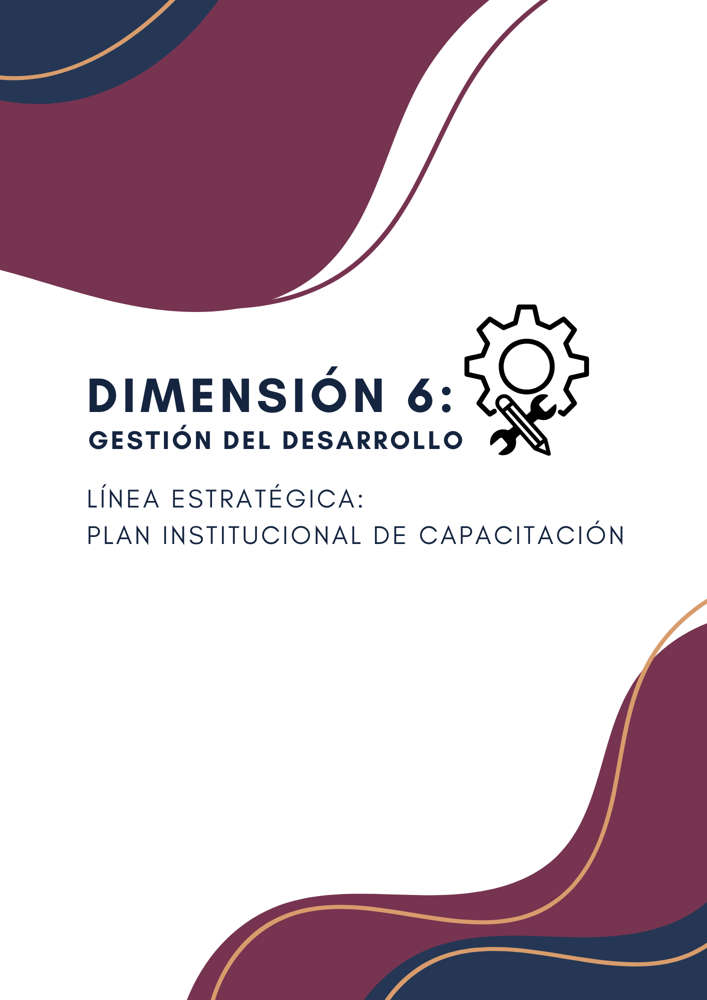 DIMENSIÓN 6:
GESTIÓN DEL DESARROLLO
LÍNEA ESTRATÉGICA:
PLAN INSTITUCIONAL DE CAPACITACIÓN